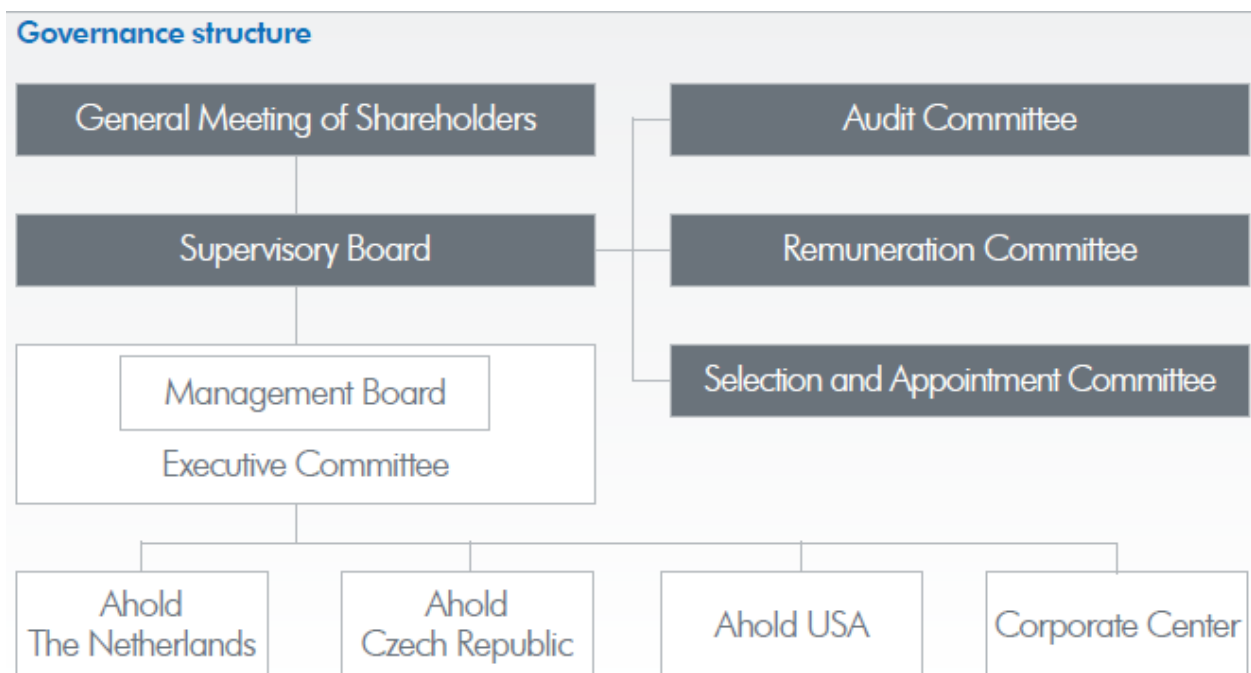 Governance structure
General Meeting of Shareholders
Audit Committee
Supervisory Board
Remuneration Committee
Management Board
Selection and Appointment Committee
Executive Committee
Ahold
The Netherlands
Ahold
Czech Republic
Ahold USA
Corporate Center